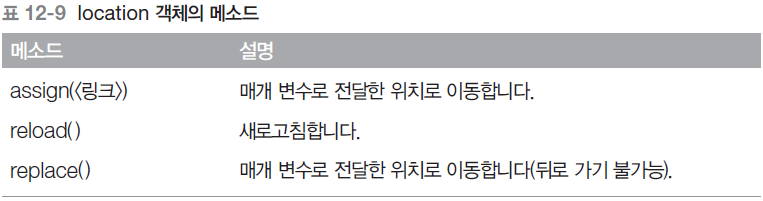 표 12-9 location 객체의 메소드
메소드 설명
assign(〈링크〉) 매개 변수로 전달한 위치로 이동합니다.
reload() 새로고침합니다.
replace() 매개 변수로 전달한 위치로 이동합니다(뒤로 가기 불가능).